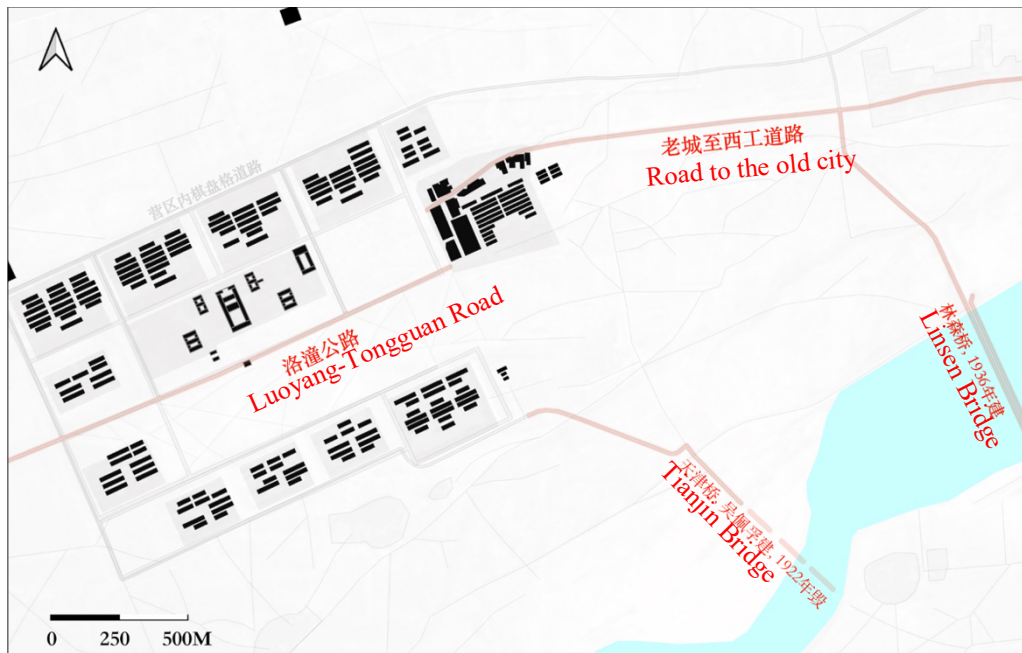 老城至西工道路
Road to the old city
营区内棋盘格道路
林森桥, 1936年建
Linsen Bridge
洛潼公路
Luoyang-Tongguan Road
天津桥, 吴佩孚建, 1922年毁
Tianjin Bridge
0 250 500M